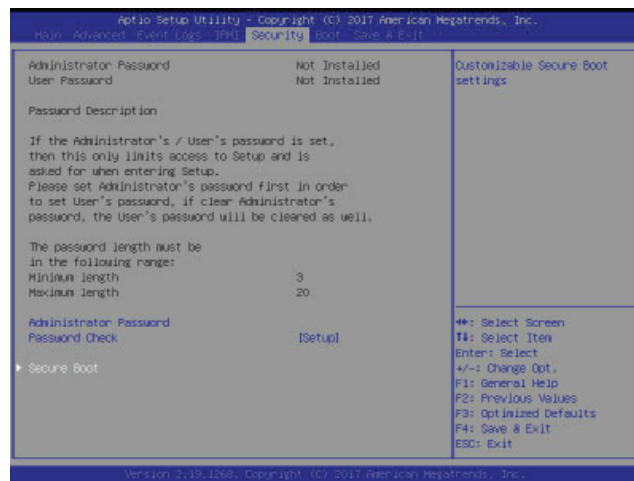 Aptio Setup Utility - Copyright (C) 2017 American Megatrends, Inc.
Main Advanced Event Logs IPMI Security Boot Save & Exit
Administrator Password Not Installed
User Password Not Installed
Password Description
If the Administrator's / User's password is set,
then this only limits access to Setup and is
asked for when entering Setup.
Please set Administrator's password first in order
to set User's password, if clear Administrator's
password, the User's password will be cleared as well.
The password length must be
in the following range:
Minimum length 3
Maximum length 20
Administrator Password
Password Check [Setup]
Secure Boot
Customizable Secure Boot
settings
: Select Screen
: Select Item
Enter: Select
+/-: Change Opt.
F1: General Help
F2: Previous Values
F3: Optimized Defaults
F4: Save & Exit
ESC: Exit
Version 2.19.1268. Copyright (C) 2017 American Megatrends, Inc.